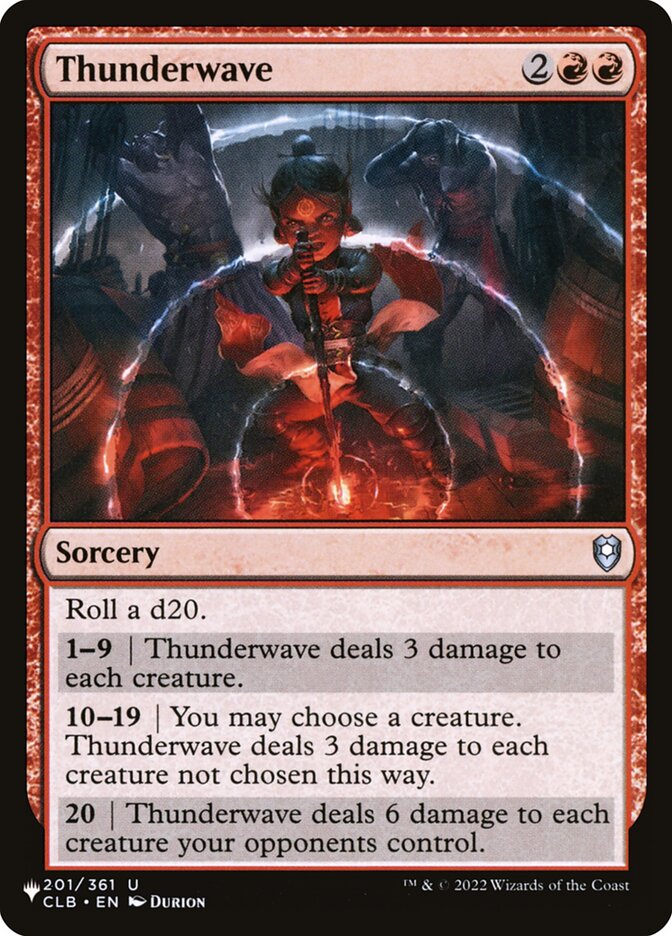 Thunderwave 2
Sorcery
Roll a d20.
1–9 | Thunderwave deals 3 damage to
each creature.
10–19 | You may choose a creature.
Thunderwave deals 3 damage to each
creature not chosen this way.
20 | Thunderwave deals 6 damage to each
creature your opponents control.
201/361 U
CLB • EN Durion
™ & © 2022 Wizards of the Coast